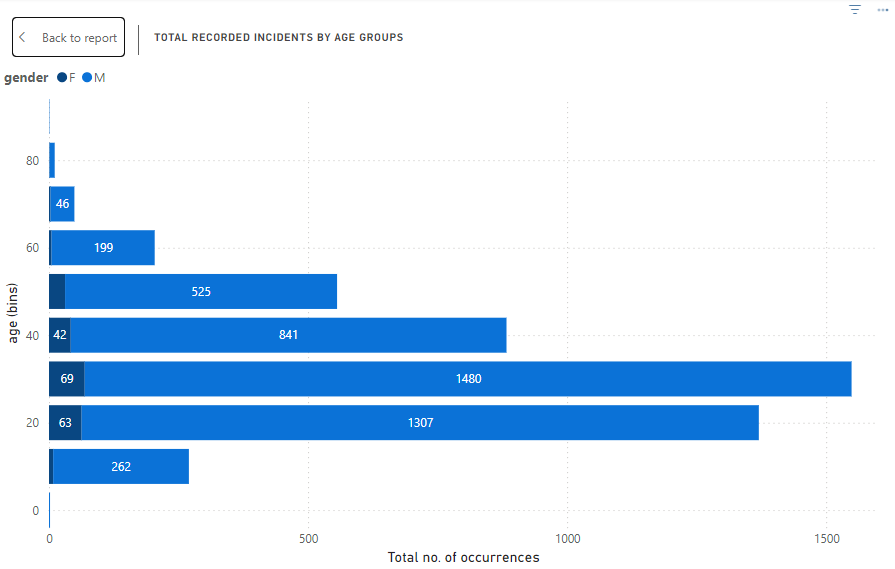 Back to report
TOTAL RECORDED INCIDENTS BY AGE GROUPS
gender F M
80
46
60 199
525
40 42 841
69 1480
20 63 1307
262
0
age (bins)
0 500 1000 1500
Total no. of occurrences